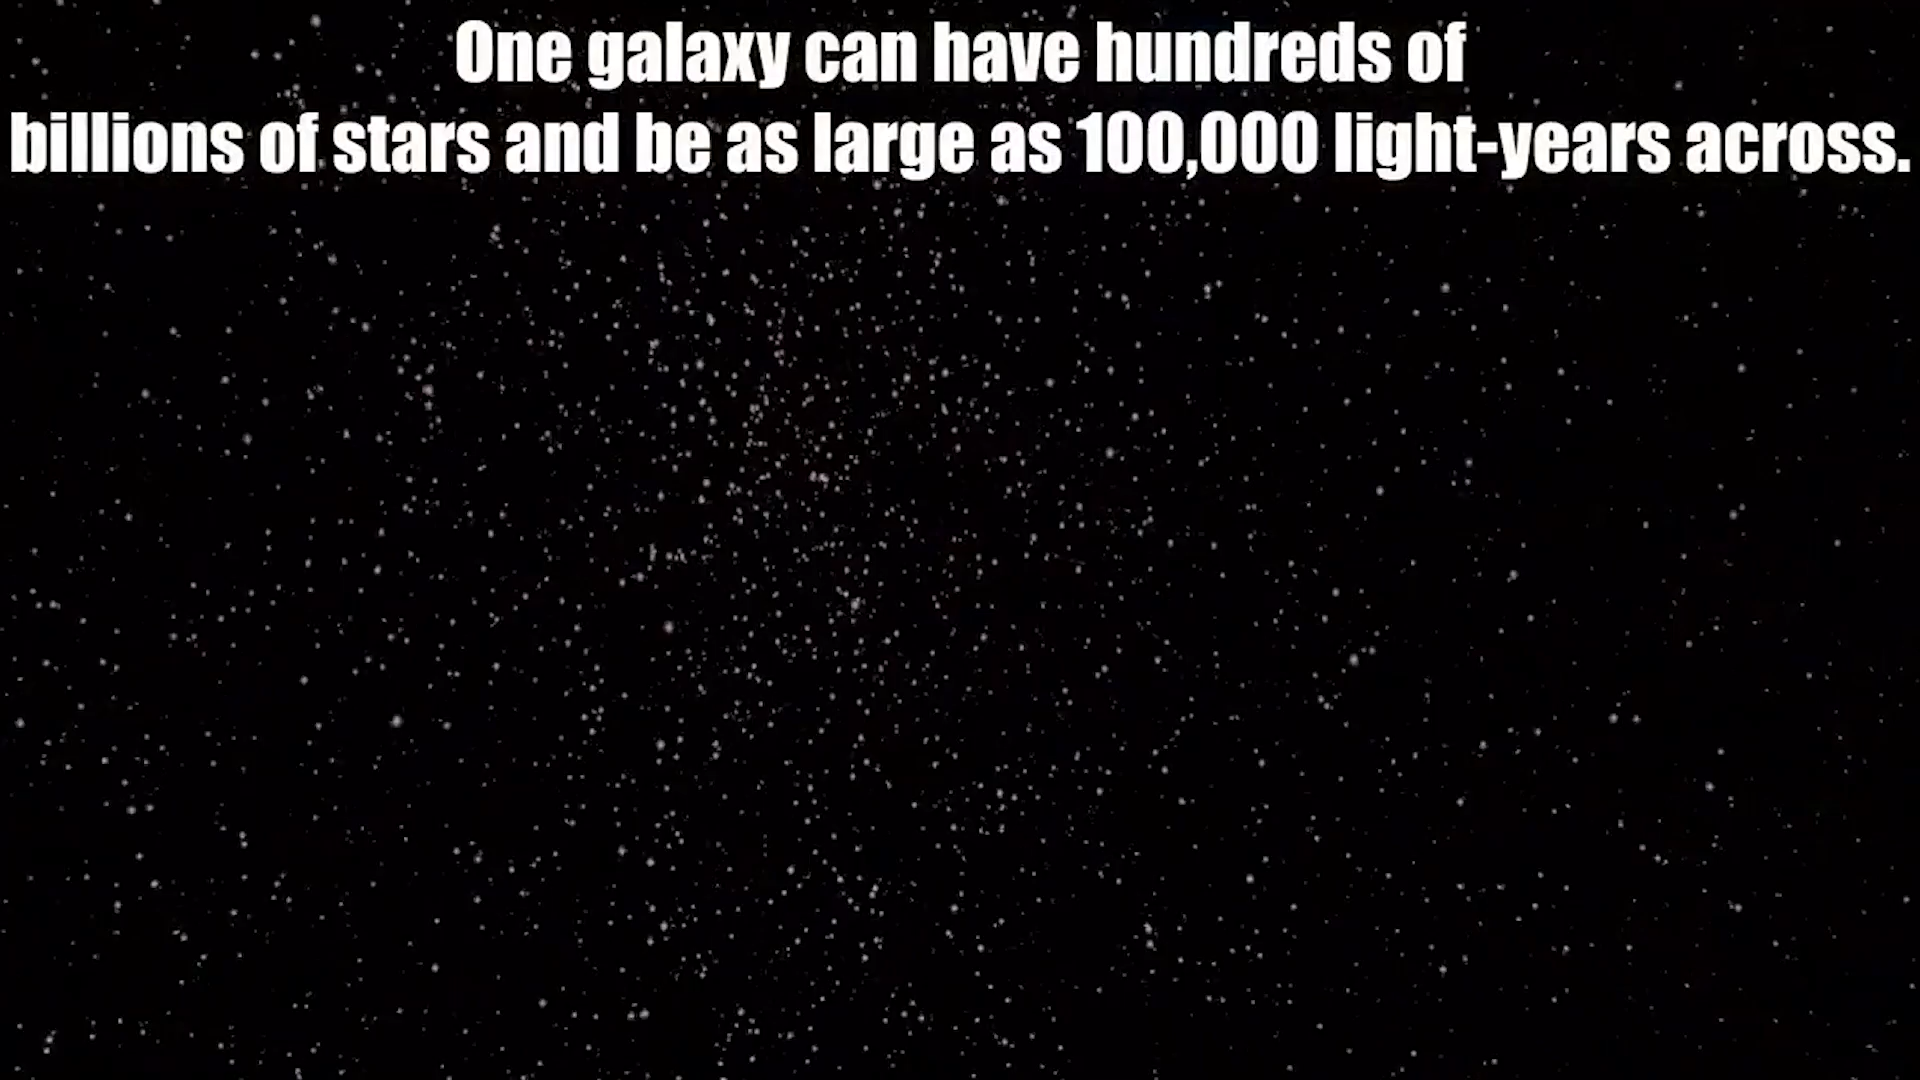 One galaxy can have hundreds of
billions of stars and be as large as 100,000 light-years across.